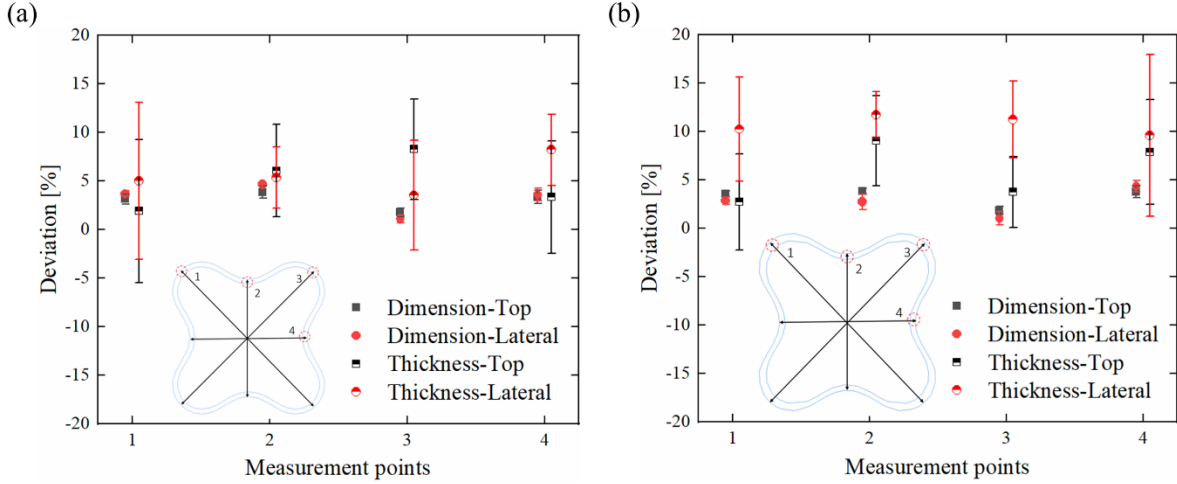 (a)
20
15
10
5
0
-5
-10
-15
-20
Deviation [%]
1
2
3
4
Dimension-Top
Dimension-Lateral
Thickness-Top
Thickness-Lateral
1
2
3
4
Measurement points
(b)
20
15
10
5
0
-5
-10
-15
-20
Deviation [%]
1
2
3
4
Dimension-Top
Dimension-Lateral
Thickness-Top
Thickness-Lateral
1
2
3
4
Measurement points